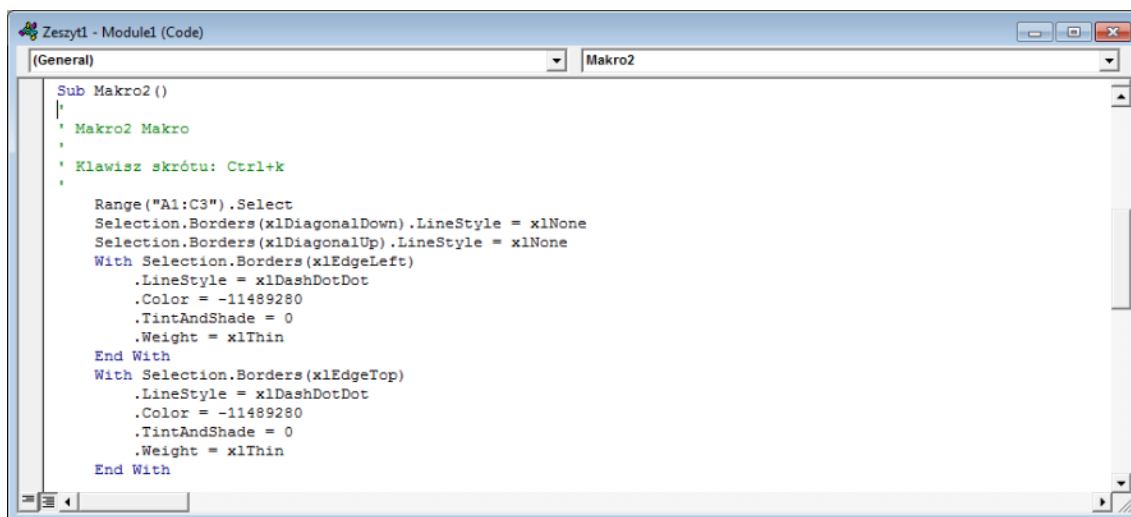 Zeszyt1 - Module1 (Code)
(General) Makro2
Sub Makro2()
'
' Makro2 Makro
'
' Klawisz skrótu: Ctrl+k
'
    Range("A1:C3").Select
    Selection.Borders(xlDiagonalDown).LineStyle = xlNone
    Selection.Borders(xlDiagonalUp).LineStyle = xlNone
    With Selection.Borders(xlEdgeLeft)
        .LineStyle = xlDashDotDot
        .Color = -11489280
        .TintAndShade = 0
        .Weight = xlThin
    End With
    With Selection.Borders(xlEdgeTop)
        .LineStyle = xlDashDotDot
        .Color = -11489280
        .TintAndShade = 0
        .Weight = xlThin
    End With